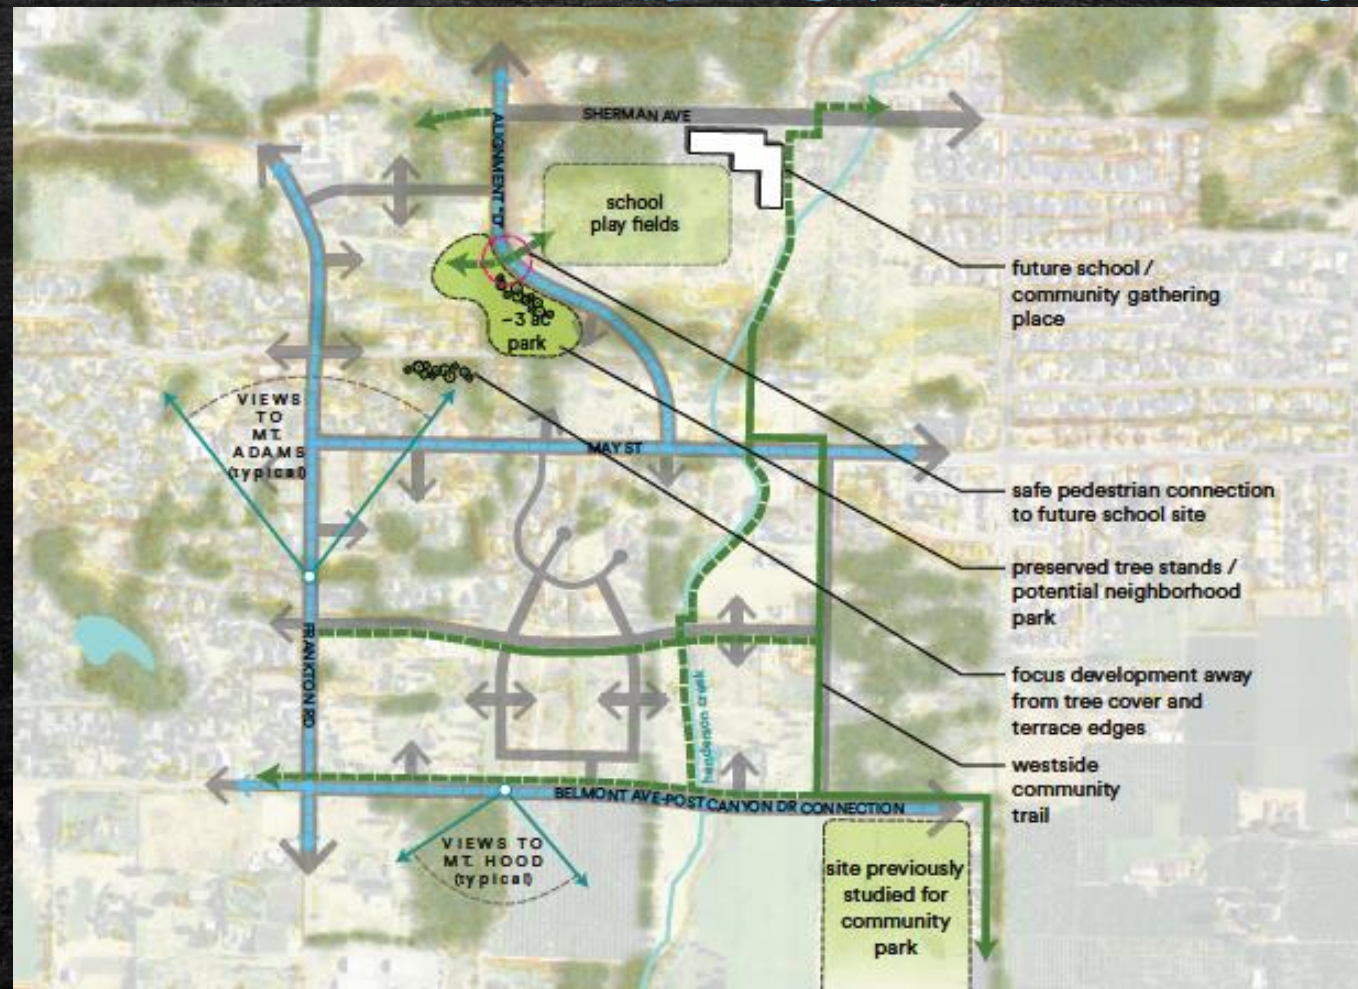 SHERMAN AVE
ALIGNMENT "D"
school
play fields
~3 ac
park
future school /
community gathering
place
VIEWS
TO
MT.
ADAMS
(typical)
MAY ST
safe pedestrian connection
to future school site
preserved tree stands /
potential neighborhood
park
FRANKTON RD
focus development away
from tree cover and
terrace edges
henderson creek
westside
community
trail
BELMONT AVE-POST CANYON DR CONNECTION
VIEWS TO
MT. HOOD
(typical)
site previously
studied for
community
park